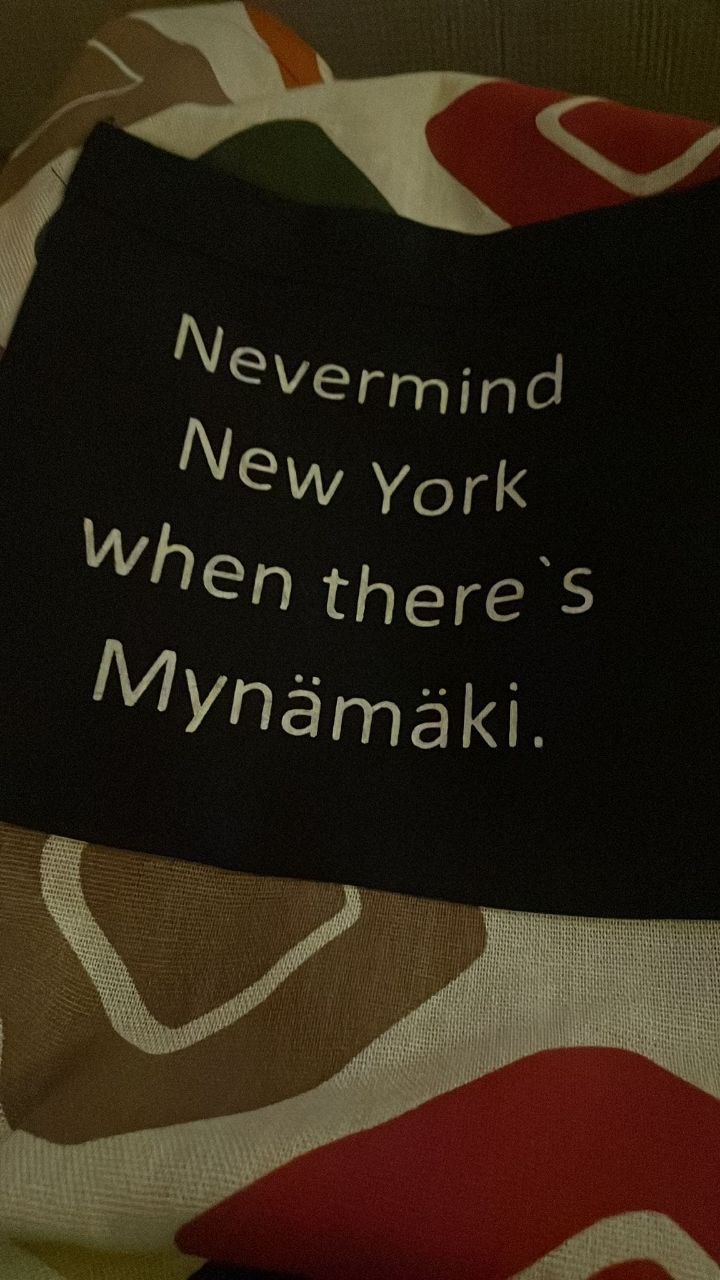 Nevermind
New York
when there`s
Mynämäki.